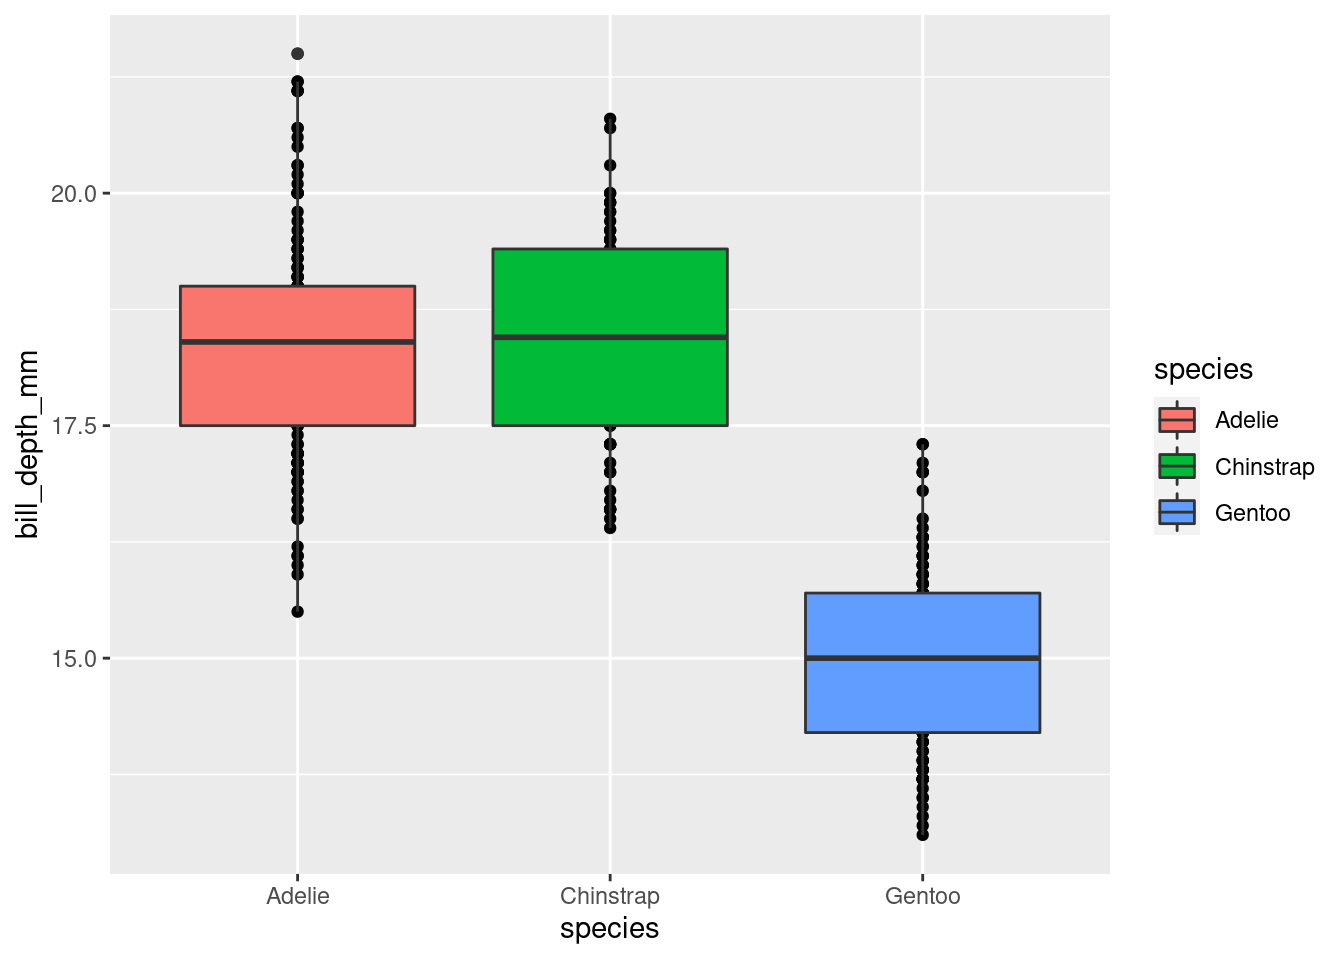 bill_depth_mm
20.0
17.5
15.0
Adelie
Chinstrap
Gentoo
species
species
Adelie
Chinstrap
Gentoo